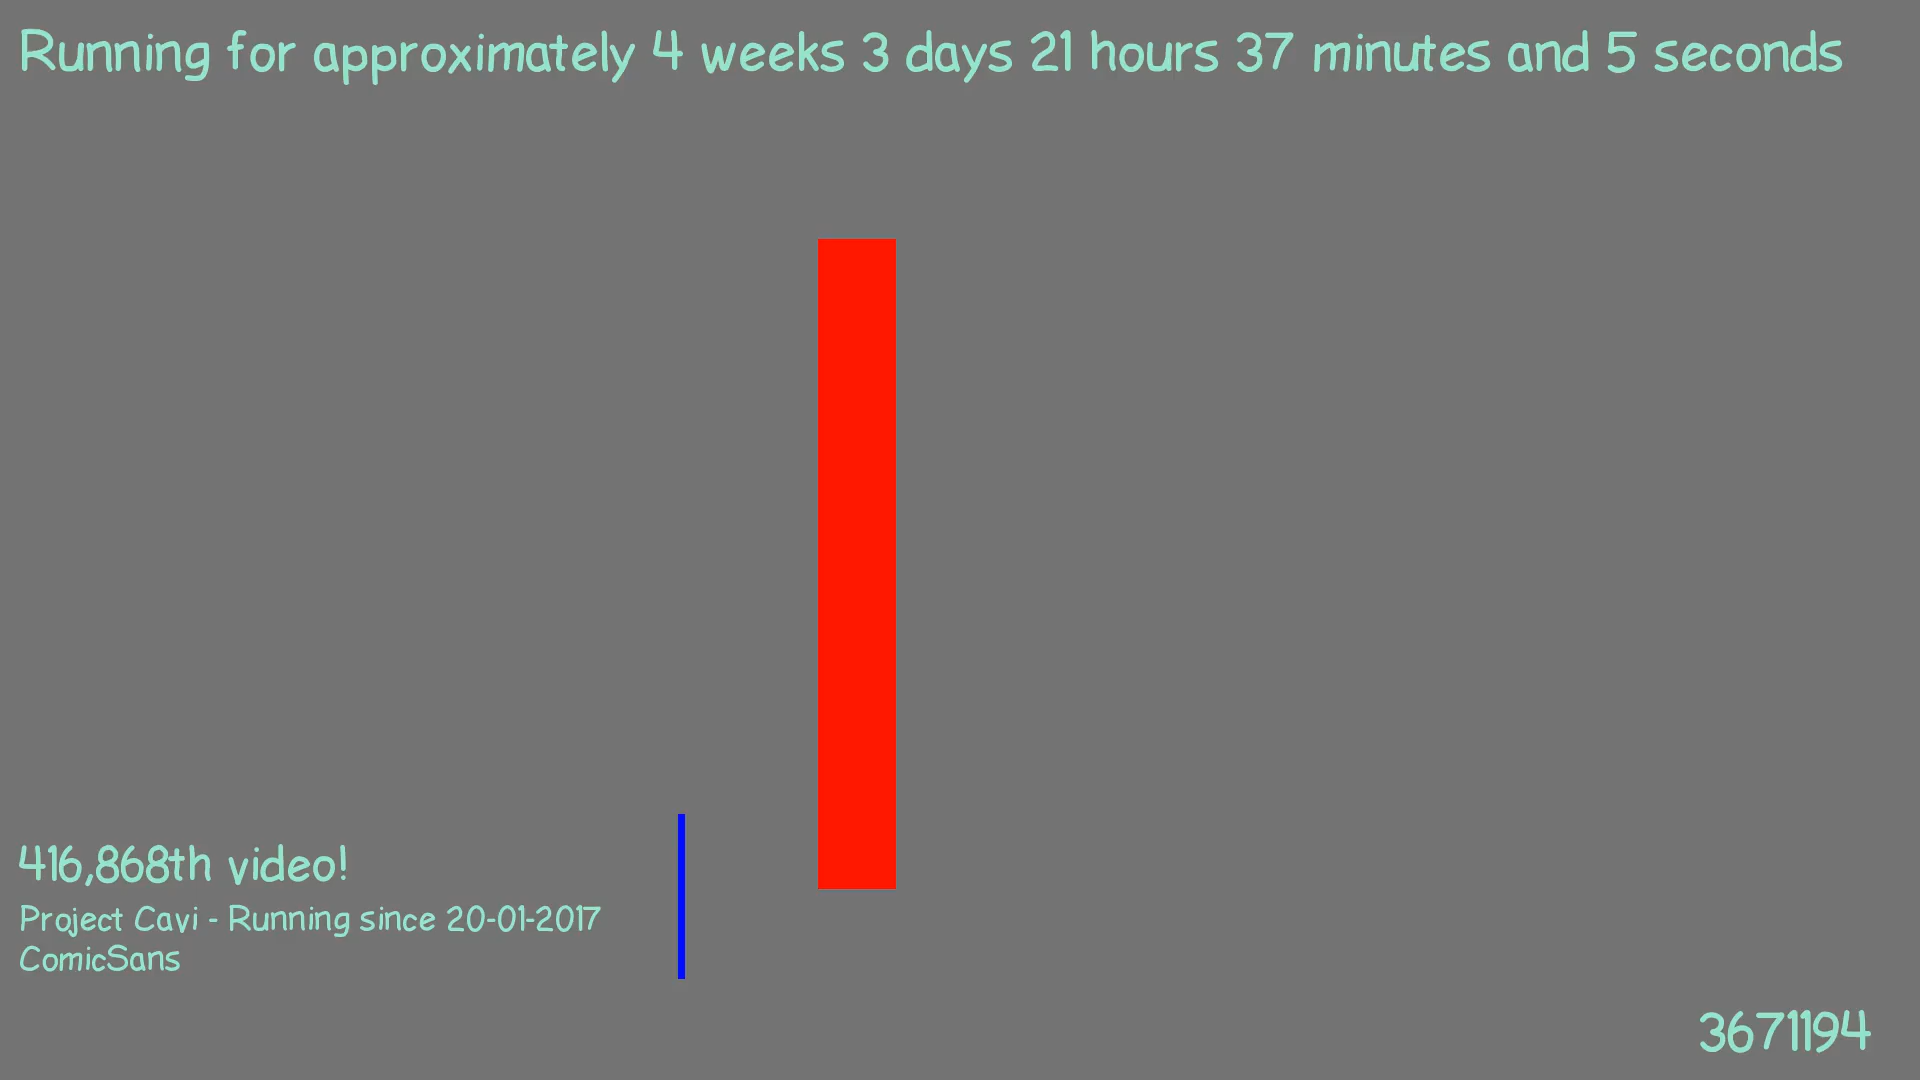 Running for approximately 4 weeks 3 days 21 hours 37 minutes and 5 seconds
416,868th video!
Project Cavi - Running since 20-01-2017
ComicSans
3671194